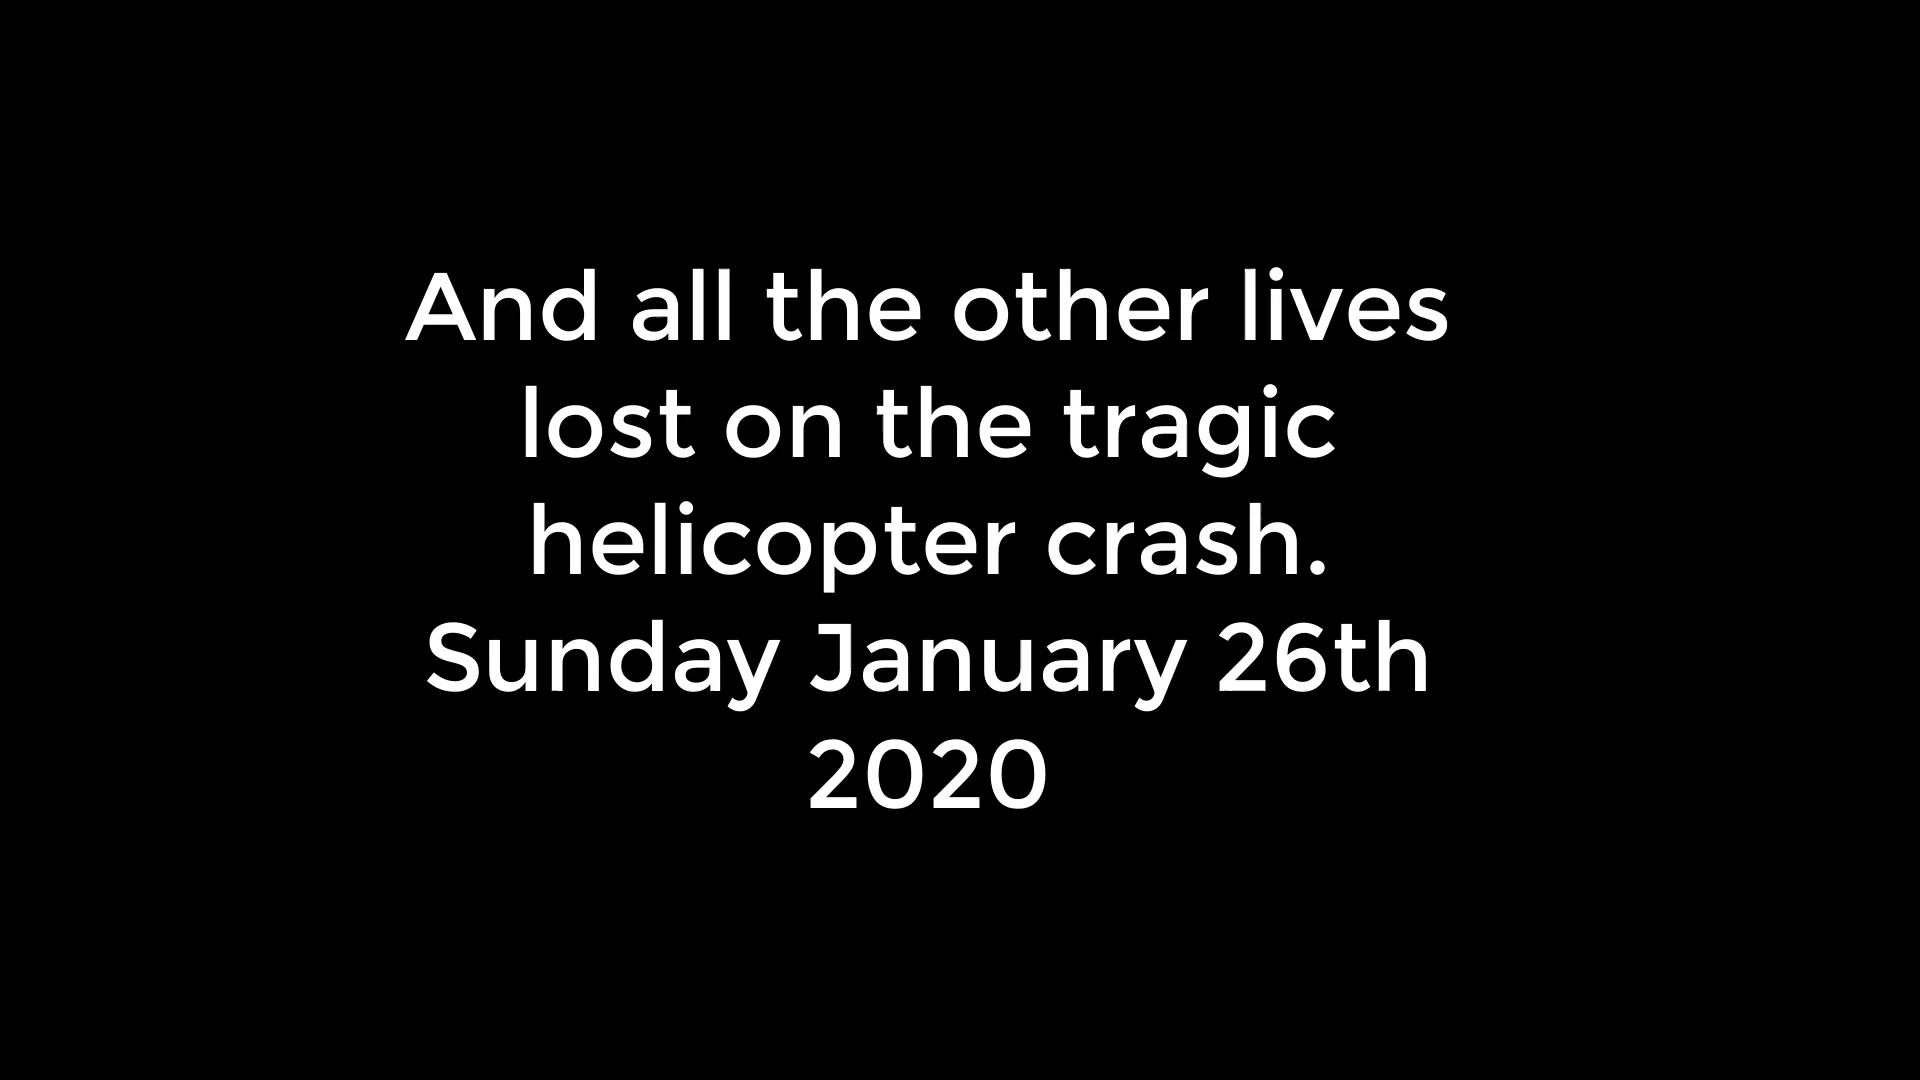 And all the other lives
lost on the tragic
helicopter crash.
Sunday January 26th
2020